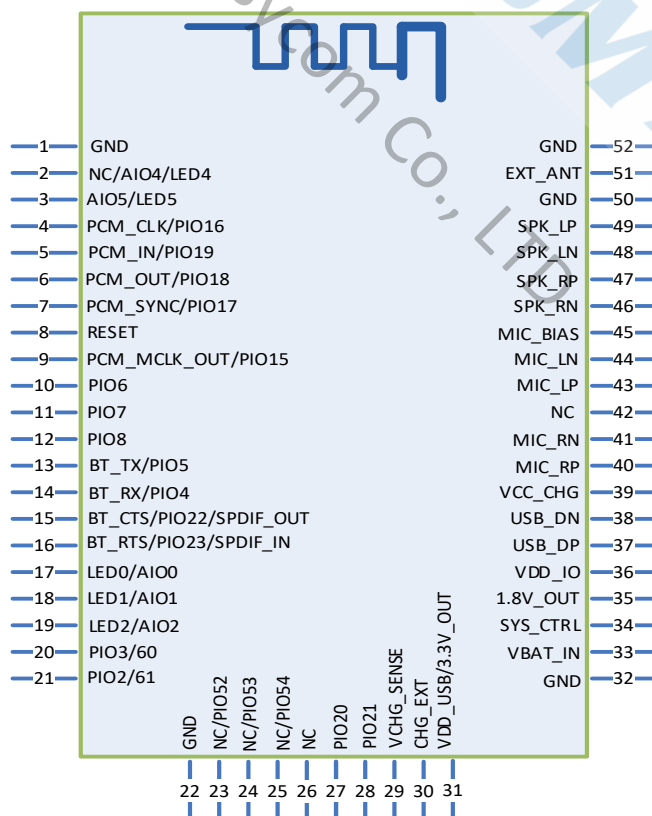 sycom Co., LTD
1 GND
2 NC/AIO4/LED4
3 AIO5/LED5
4 PCM_CLK/PIO16
5 PCM_IN/PIO19
6 PCM_OUT/PIO18
7 PCM_SYNC/PIO17
8 RESET
9 PCM_MCLK_OUT/PIO15
10 PIO6
11 PIO7
12 PIO8
13 BT_TX/PIO5
14 BT_RX/PIO4
15 BT_CTS/PIO22/SPDIF_OUT
16 BT_RTS/PIO23/SPDIF_IN
17 LED0/AIO0
18 LED1/AIO1
19 LED2/AIO2
20 PIO3/60
21 PIO2/61
GND 52
EXT_ANT 51
GND 50
SPK_LP 49
SPK_LN 48
SPK_RP 47
SPK_RN 46
MIC_BIAS 45
MIC_LN 44
MIC_LP 43
NC 42
MIC_RN 41
MIC_RP 40
VCC_CHG 39
USB_DN 38
USB_DP 37
VDD_IO 36
1.8V_OUT 35
SYS_CTRL 34
VBAT_IN 33
GND 32
GND
NC/PIO52
NC/PIO53
NC/PIO54
NC
PIO20
PIO21
VCHG_SENSE
CHG_EXT
VDD_USB/3.3V_OUT
22 23 24 25 26 27 28 29 30 31